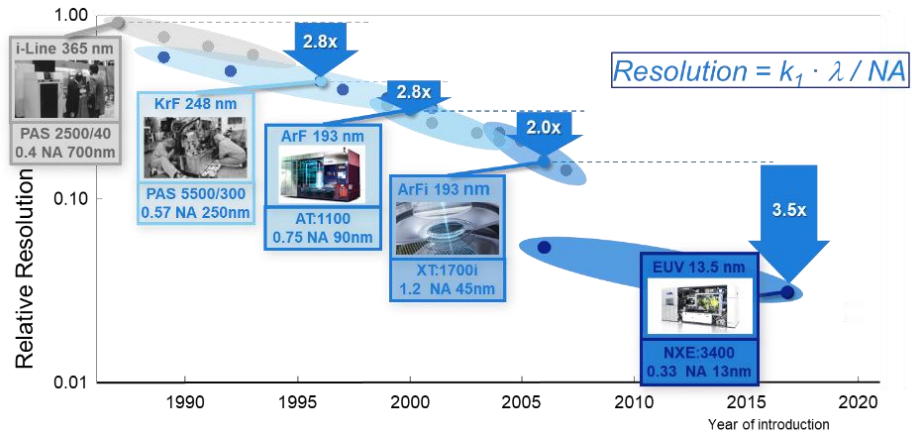 1.00
Relative Resolution
0.10
0.01
i-Line 365 nm
PAS 2500/40
0.4 NA 700nm
2.8x
KrF 248 nm
PAS 5500/300
0.57 NA 250nm
2.8x
ArF 193 nm
AT:1100
0.75 NA 90nm
2.0x
ArFi 193 nm
XT:1700i
1.2 NA 45nm
3.5x
EUV 13.5 nm
NXE:3400
0.33 NA 13nm
Resolution = k₁ · λ / NA
1990 1995 2000 2005 2010 2015 2020
Year of introduction